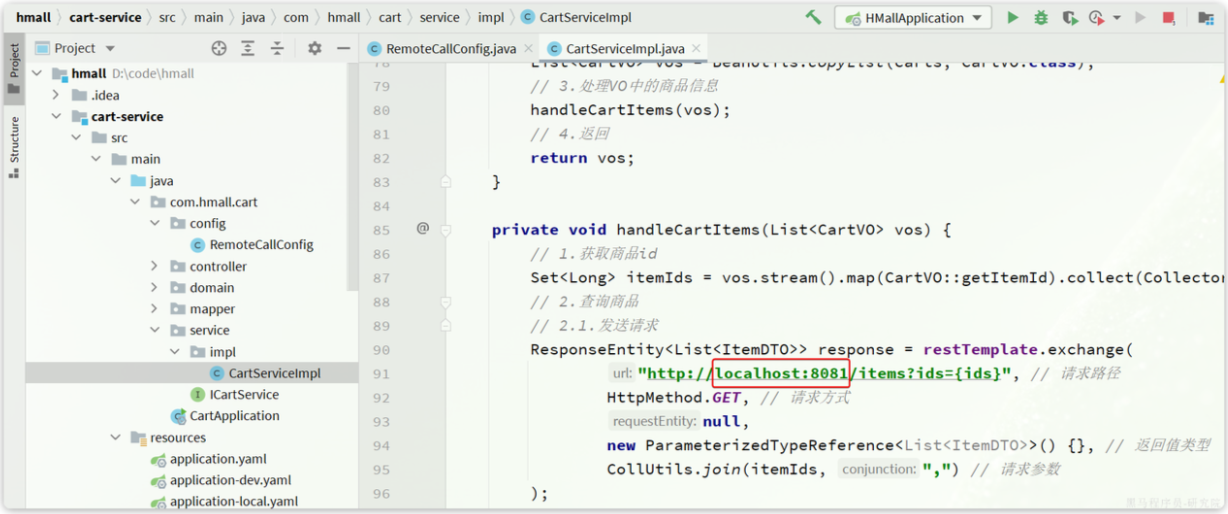 hmall cart-service src main java com hmall cart service impl CartServiceImpl HMallApplication
Project
Structure
Project
hmall D:\code\hmall
.idea
cart-service
src
main
java
com.hmall.cart
config
RemoteCallConfig
controller
domain
mapper
service
impl
CartServiceImpl
ICartService
CartApplication
resources
application.yaml
application-dev.yaml
application-local.yaml
RemoteCallConfig.java CartServiceImpl.java
78 List<CartVO> vos = BeanUtils.copyList(carts, CartVO.class);
79 // 3.处理VO中的商品信息
80 handleCartItems(vos);
81 // 4.返回
82 return vos;
83 }
84
85 @ private void handleCartItems(List<CartVO> vos) {
86 // 1.获取商品id
87 Set<Long> itemIds = vos.stream().map(CartVO::getItemId).collect(Collector
88 // 2.查询商品
89 // 2.1.发送请求
90 ResponseEntity<List<ItemDTO>> response = restTemplate.exchange(
91 url: "http://localhost:8081/items?ids={ids}", // 请求路径
92 HttpMethod.GET, // 请求方式
93 requestEntity: null,
94 new ParameterizedTypeReference<List<ItemDTO>>() {}, // 返回值类型
95 CollUtils.join(itemIds, conjunction: ",") // 请求参数
96 );
黑马程序员-研究院